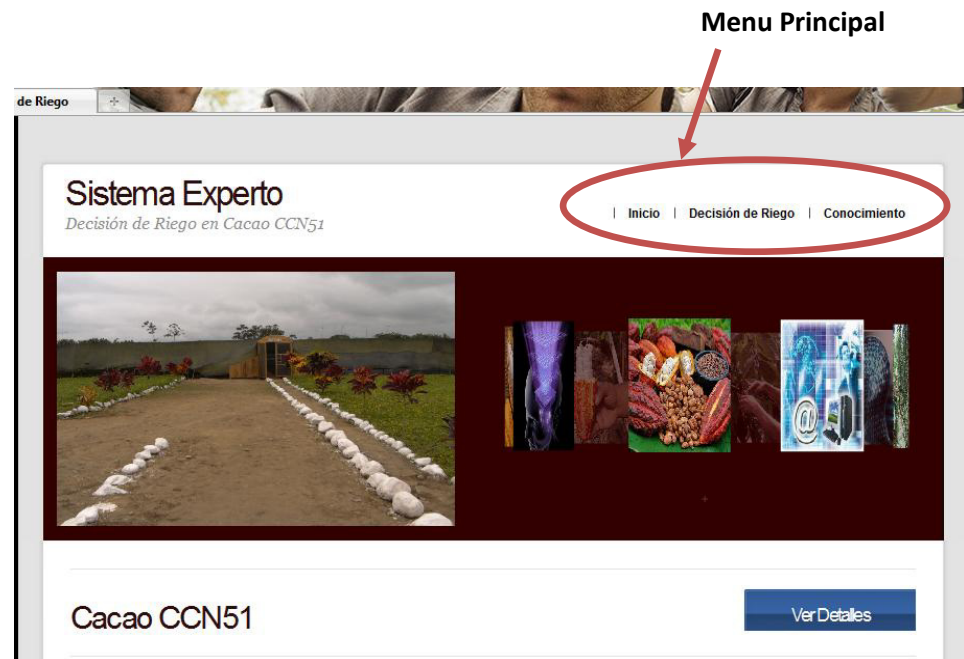 Menu Principal
de Riego
Sistema Experto
Decisión de Riego en Cacao CCN51
| Inicio | Decisión de Riego | Conocimiento
@
Cacao CCN51
Ver Detalles